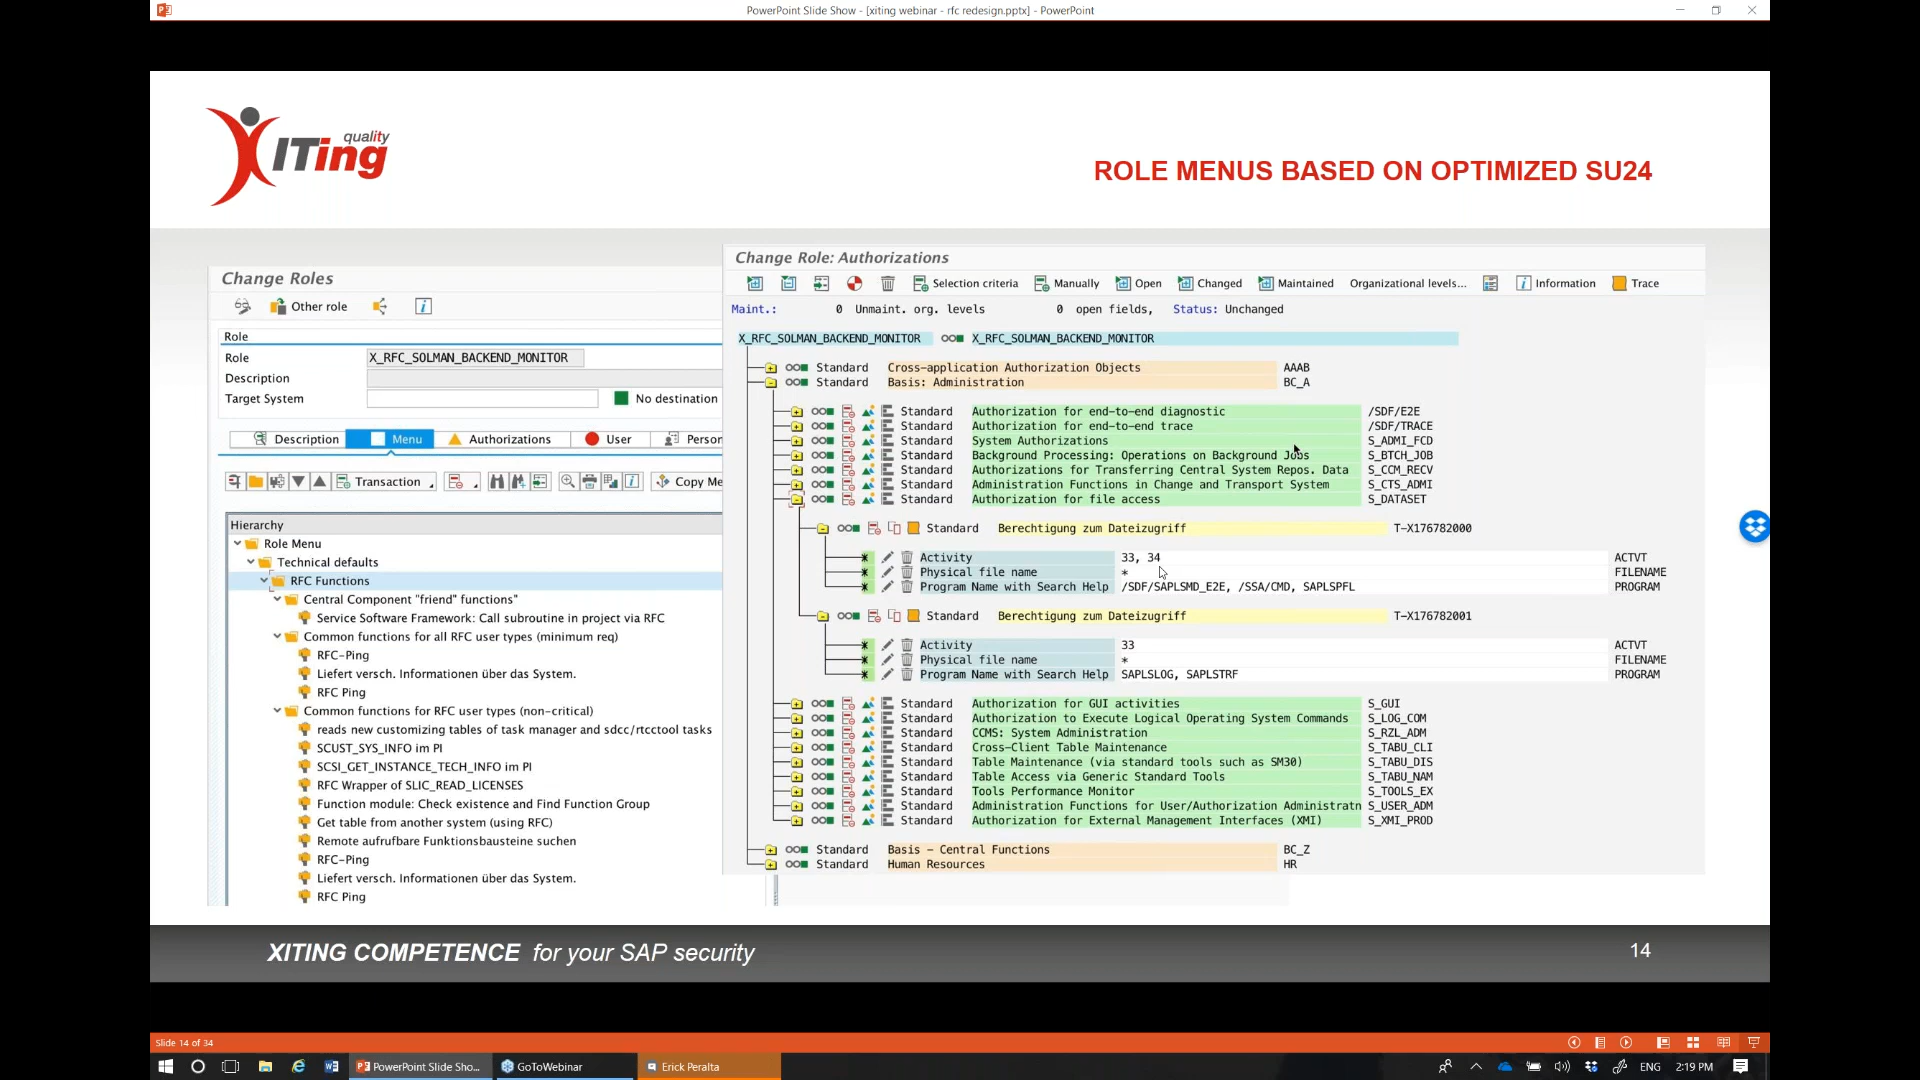 PowerPoint Slide Show - [xiting webinar - rfc redesign.pptx] - PowerPoint
XITing quality
ROLE MENUS BASED ON OPTIMIZED SU24
Change Roles
Other role
Role
Role X_RFC_SOLMAN_BACKEND_MONITOR
Description
Target System No destination
Description Menu Authorizations User Person
Transaction Copy Me
Hierarchy
Role Menu
Technical defaults
RFC Functions
Central Component "friend" functions"
Service Software Framework: Call subroutine in project via RFC
Common functions for all RFC user types (minimum req)
RFC-Ping
Liefert versch. Informationen über das System.
RFC Ping
Common functions for RFC user types (non-critical)
reads new customizing tables of task manager and sdcc/rtcctool tasks
SCUST_SYS_INFO im PI
SCSI_GET_INSTANCE_TECH_INFO im PI
RFC Wrapper of SLIC_READ_LICENSES
Function module: Check existence and Find Function Group
Get table from another system (using RFC)
Remote aufrufbare Funktionsbausteine suchen
RFC-Ping
Liefert versch. Informationen über das System.
RFC Ping
Change Role: Authorizations
Selection criteria Manually Open Changed Maintained Organizational levels... Information Trace
Maint.: 0 Unmaint. org. levels 0 open fields, Status: Unchanged
X_RFC_SOLMAN_BACKEND_MONITOR X_RFC_SOLMAN_BACKEND_MONITOR
Standard Cross-application Authorization Objects AAAB
Standard Basis: Administration BC_A
Standard Authorization for end-to-end diagnostic /SDF/E2E
Standard Authorization for end-to-end trace /SDF/TRACE
Standard System Authorizations S_ADMI_FCD
Standard Background Processing: Operations on Background Jobs S_BTCH_JOB
Standard Authorizations for Transferring Central System Repos. Data S_CCM_RECV
Standard Administration Functions in Change and Transport System S_CTS_ADMI
Standard Authorization for file access S_DATASET
Standard Berechtigung zum Dateizugriff T-X176782000
Activity 33, 34 ACTVT
Physical file name * FILENAME
Program Name with Search Help /SDF/SAPLSMD_E2E, /SSA/CMD, SAPLSPFL PROGRAM
Standard Berechtigung zum Dateizugriff T-X176782001
Activity 33 ACTVT
Physical file name * FILENAME
Program Name with Search Help SAPLSLOG, SAPLSTRF PROGRAM
Standard Authorization for GUI activities S_GUI
Standard Authorization to Execute Logical Operating System Commands S_LOG_COM
Standard CCMS: System Administration S_RZL_ADM
Standard Cross-Client Table Maintenance S_TABU_CLI
Standard Table Maintenance (via standard tools such as SM30) S_TABU_DIS
Standard Table Access via Generic Standard Tools S_TABU_NAM
Standard Tools Performance Monitor S_TOOLS_EX
Standard Administration Functions for User/Authorization Administratn S_USER_ADM
Standard Authorization for External Management Interfaces (XMI) S_XMI_PROD
Standard Basis - Central Functions BC_Z
Standard Human Resources HR
XITING COMPETENCE for your SAP security
14
Slide 14 of 34
PowerPoint Slide Sho... GoToWebinar Erick Peralta ENG 2:19 PM